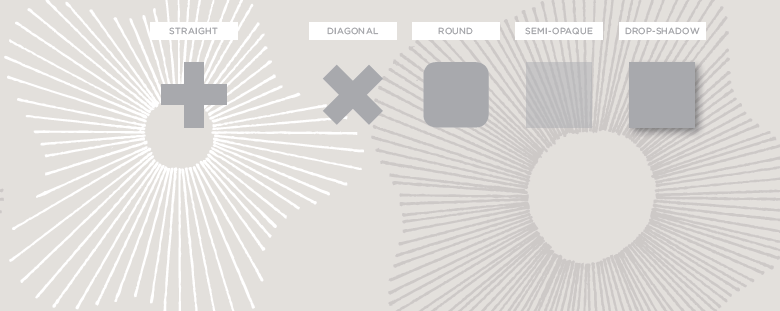 STRAIGHT
DIAGONAL
ROUND
SEMI-OPAQUE
DROP-SHADOW